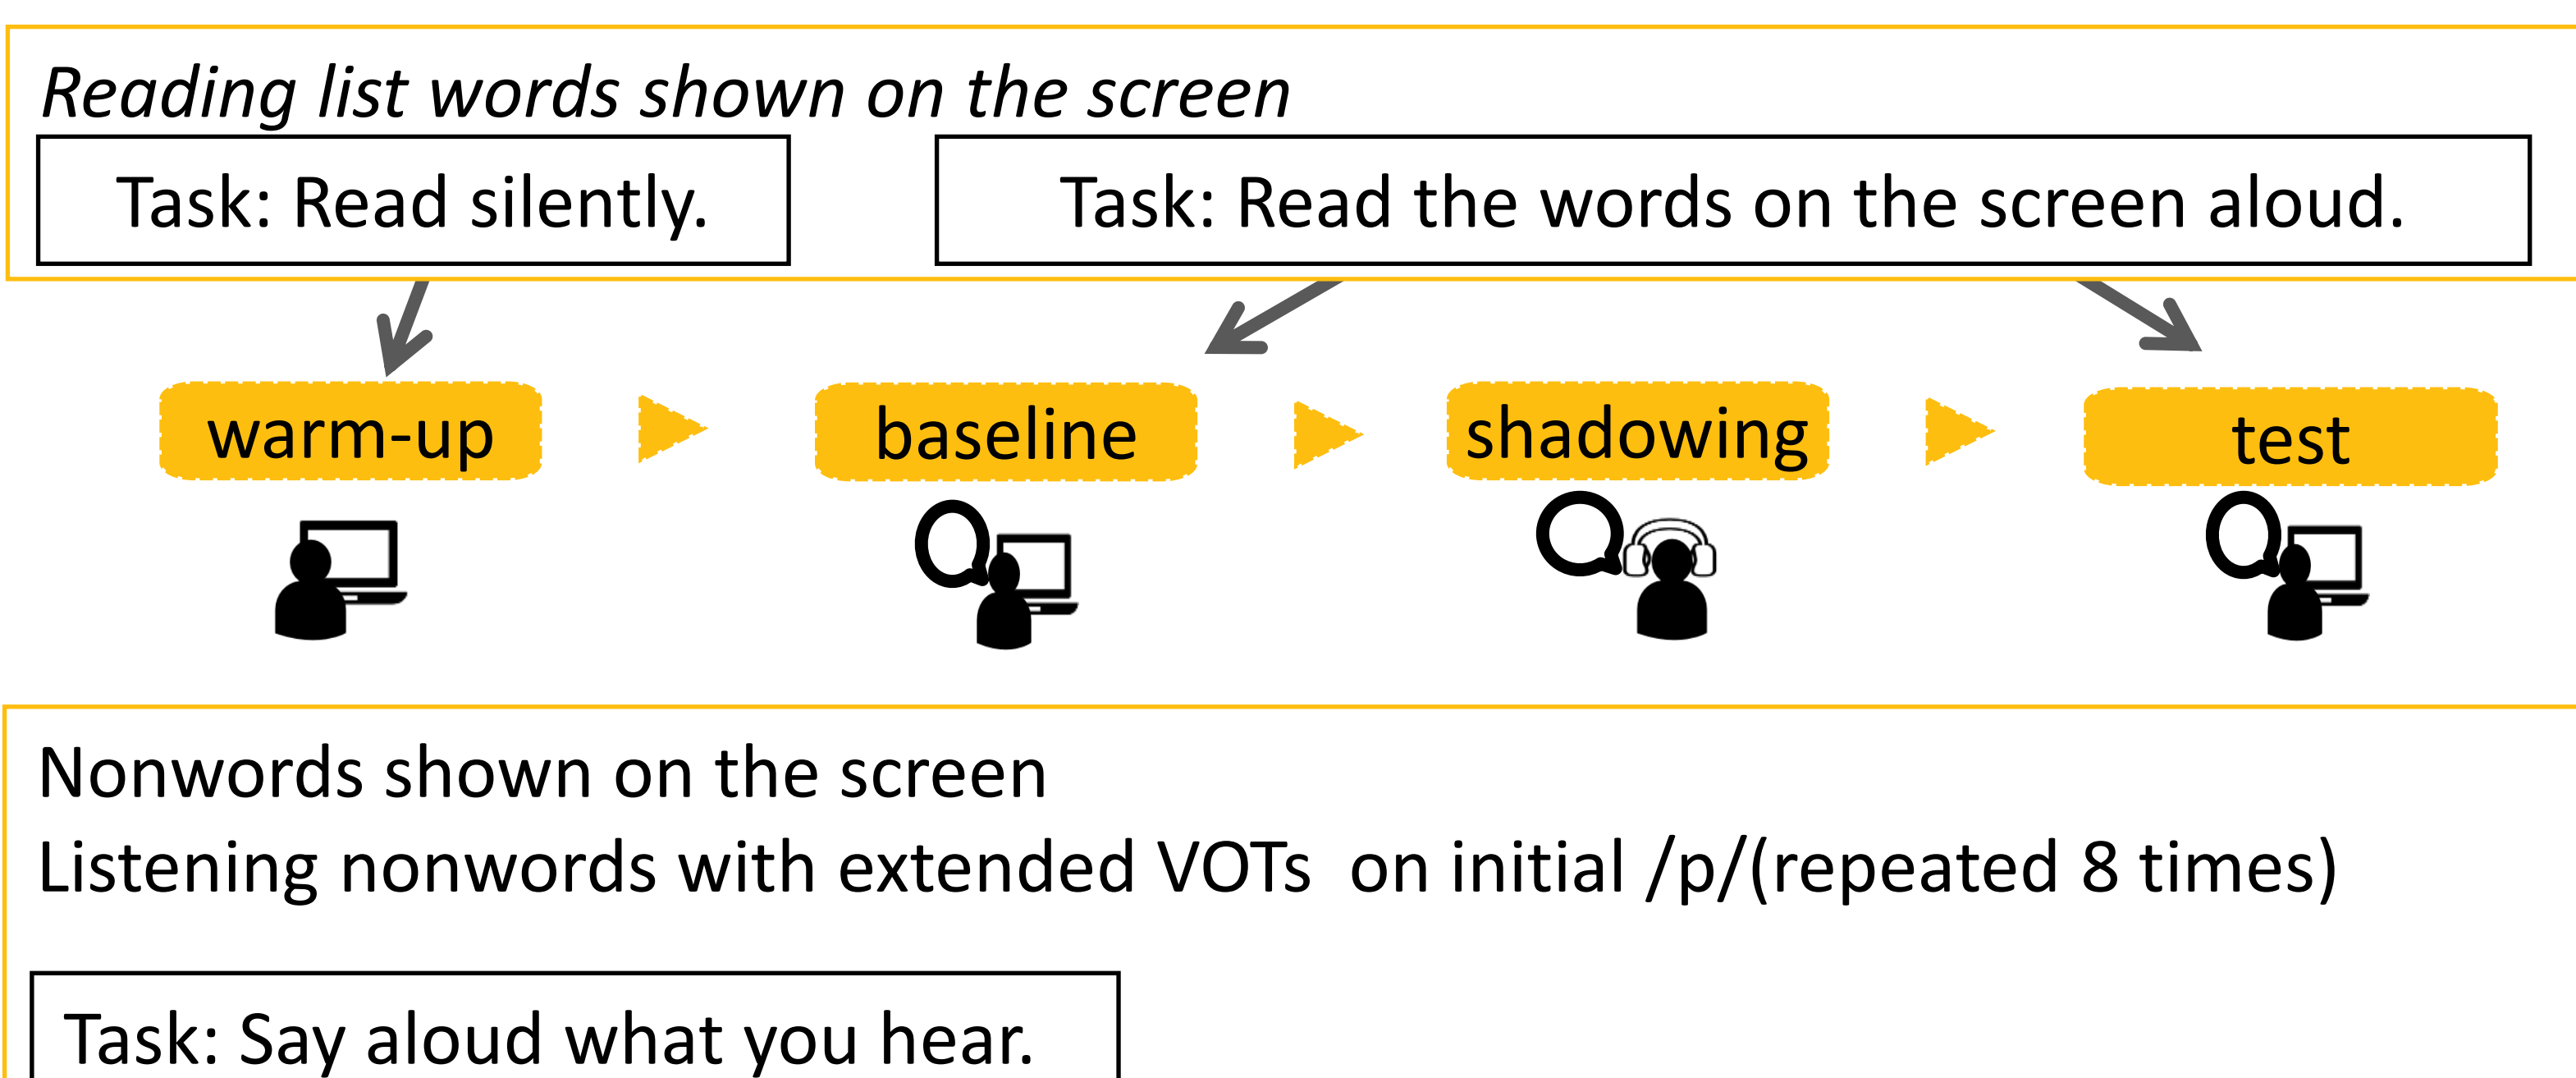 Reading list words shown on the screen
Task: Read silently.
Task: Read the words on the screen aloud.
warm-up
baseline
shadowing
test
Nonwords shown on the screen
Listening nonwords with extended VOTs on initial /p/(repeated 8 times)
Task: Say aloud what you hear.